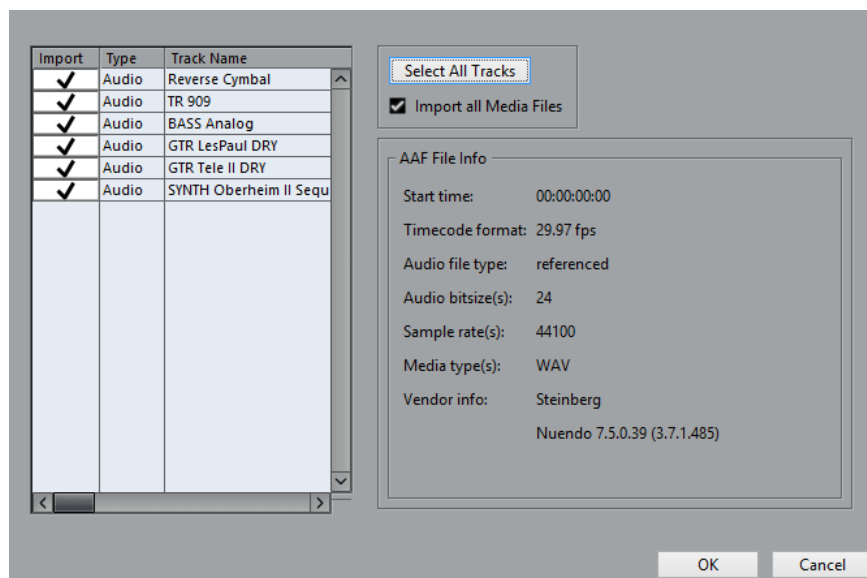 Import Type Track Name
Audio Reverse Cymbal
Audio TR 909
Audio BASS Analog
Audio GTR LesPaul DRY
Audio GTR Tele II DRY
Audio SYNTH Oberheim II Sequ
Select All Tracks
Import all Media Files
AAF File Info
Start time: 00:00:00:00
Timecode format: 29.97 fps
Audio file type: referenced
Audio bitsize(s): 24
Sample rate(s): 44100
Media type(s): WAV
Vendor info: Steinberg
Nuendo 7.5.0.39 (3.7.1.485)
OK Cancel